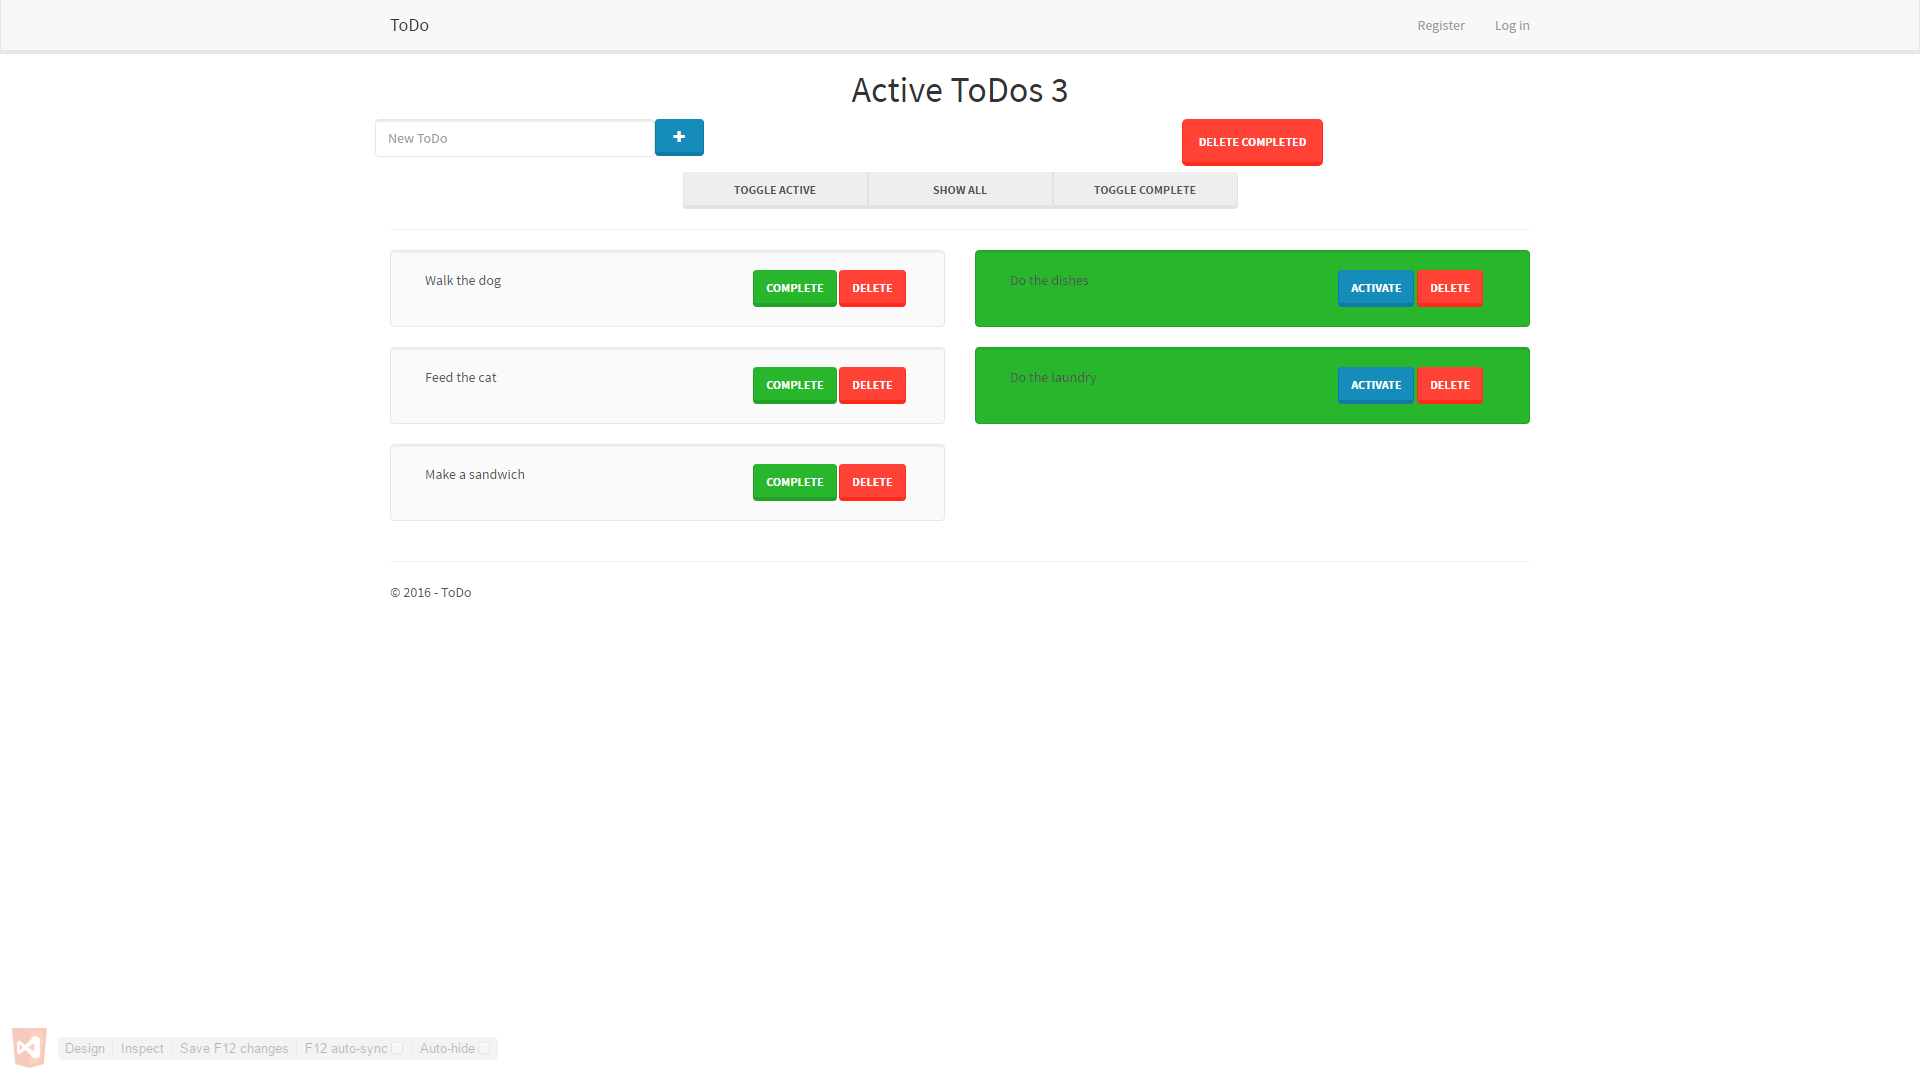 ToDo Register Log in
Active ToDos 3
New ToDo
DELETE COMPLETED
TOGGLE ACTIVE SHOW ALL TOGGLE COMPLETE
Walk the dog COMPLETE DELETE
Do the dishes ACTIVATE DELETE
Feed the cat COMPLETE DELETE
Do the laundry ACTIVATE DELETE
Make a sandwich COMPLETE DELETE
© 2016 - ToDo
Design Inspect Save F12 changes F12 auto-sync Auto-hide